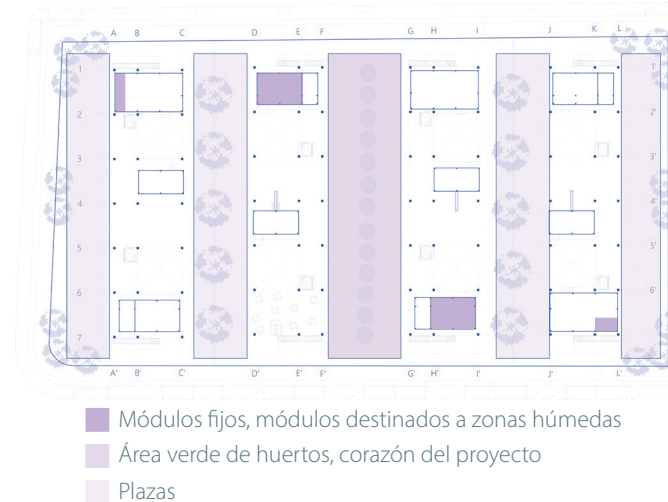 A B C D E F G H I J K L
1 1'
2 2'
3 3'
4 4'
5 5'
6 6'
7
A' B' C' D' E' F' G' H' I' J' L'
Módulos fijos, módulos destinados a zonas húmedas
Área verde de huertos, corazón del proyecto
Plazas